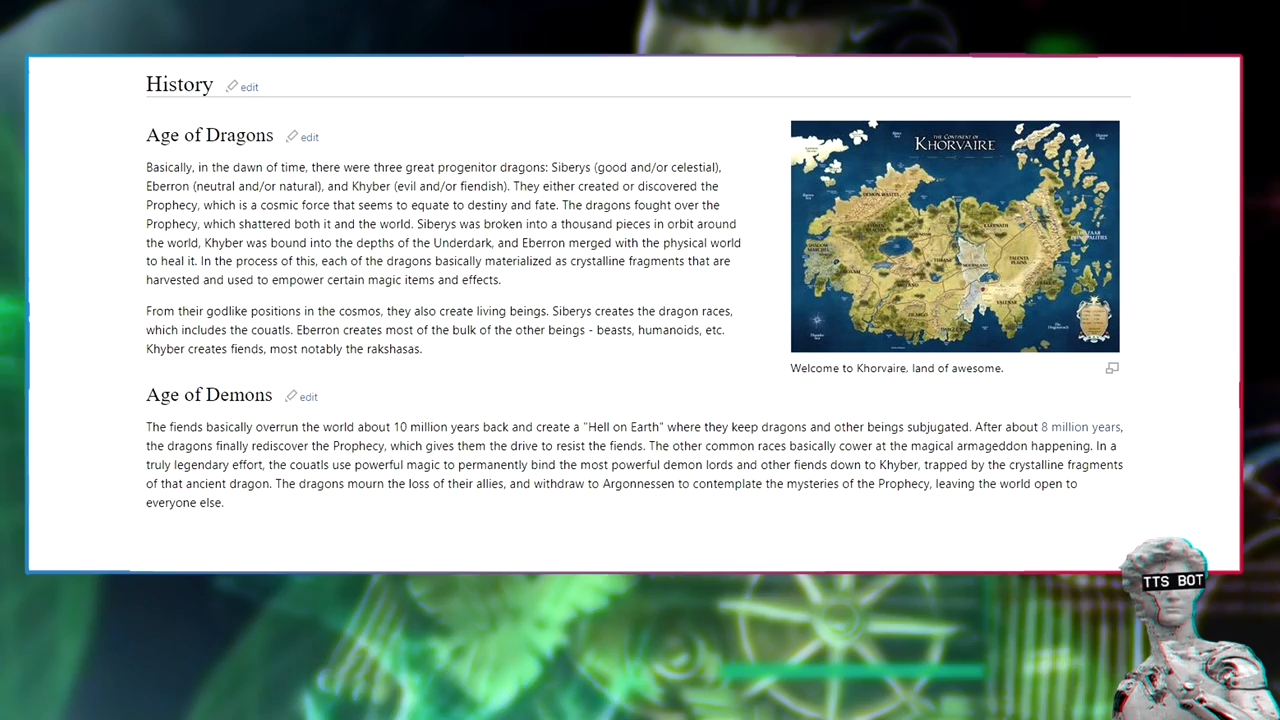 History edit
Age of Dragons edit
Basically, in the dawn of time, there were three great progenitor dragons: Siberys (good and/or celestial),
Eberron (neutral and/or natural), and Khyber (evil and/or fiendish). They either created or discovered the
Prophecy, which is a cosmic force that seems to equate to destiny and fate. The dragons fought over the
Prophecy, which shattered both it and the world. Siberys was broken into a thousand pieces in orbit around
the world, Khyber was bound into the depths of the Underdark, and Eberron merged with the physical world
to heal it. In the process of this, each of the dragons basically materialized as crystalline fragments that are
harvested and used to empower certain magic items and effects.
From their godlike positions in the cosmos, they also create living beings. Siberys creates the dragon races,
which includes the couatls. Eberron creates most of the bulk of the other beings - beasts, humanoids, etc.
Khyber creates fiends, most notably the rakshasas.
THE CONTINENT OF
KHORVAIRE
DEMON WASTES
KARRNATH
TALENTA
PLAINS
VALENAR
Welcome to Khorvaire, land of awesome.
Age of Demons edit
The fiends basically overrun the world about 10 million years back and create a "Hell on Earth" where they keep dragons and other beings subjugated. After about 8 million years,
the dragons finally rediscover the Prophecy, which gives them the drive to resist the fiends. The other common races basically cower at the magical armageddon happening. In a
truly legendary effort, the couatls use powerful magic to permanently bind the most powerful demon lords and other fiends down to Khyber, trapped by the crystalline fragments
of that ancient dragon. The dragons mourn the loss of their allies, and withdraw to Argonnessen to contemplate the mysteries of the Prophecy, leaving the world open to
everyone else.
TTS BOT